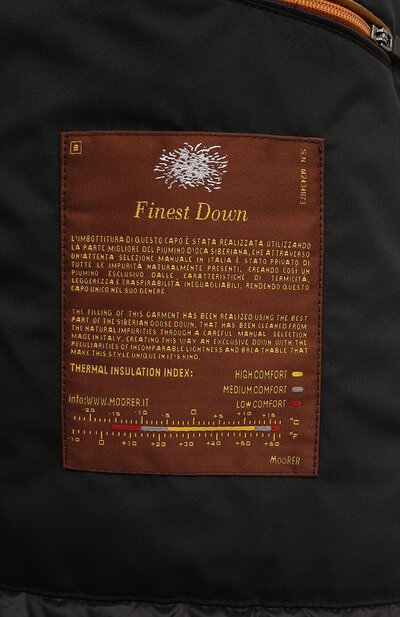 B
S.N. M2434873
Finest Down
L'IMBOTTITURA DI QUESTO CAPO È STATA REALIZZATA UTILIZZANDO
LA PARTE MIGLIORE DEL PIUMINO D'OCA SIBERIANA, CHE ATTRAVERSO
UN'ATTENTA SELEZIONE MANUALE IN ITALIA È STATO PRIVATO DI
TUTTE LE IMPURITÀ NATURALMENTE PRESENTI, CREANDO COSÌ UN
PIUMINO ESCLUSIVO DALLE CARATTERISTICHE DI TERMICITÀ,
LEGGEREZZA E TRASPIRABILITÀ INEGUAGLIABILI, RENDENDO QUESTO
CAPO UNICO NEL SUO GENERE.
THE FILLING OF THIS GARMENT HAS BEEN REALIZED USING THE BEST
PART OF THE SIBERIAN GOOSE DOWN, THAT HAS BEEN CLEANED FROM
THE NATURAL IMPURITIES THROUGH A CAREFUL MANUAL SELECTION
MADE IN ITALY, CREATING THIS WAY AN EXCLUSIVE DOWN WITH THE
PECULIARITIES OF INCOMPARABLE LIGHTNESS AND BREATHABLE THAT
MAKE THIS STYLE UNIQUE IN IT'S KIND.
THERMAL INSULATION INDEX: HIGH COMFORT
MEDIUM COMFORT
info:WWW.MOORER.IT LOW COMFORT
-20 -15 -10 -5 0 +5 +10 +15 °C
-10 0 +10 +20 +30 +40 +50 +60 °F
MOORER